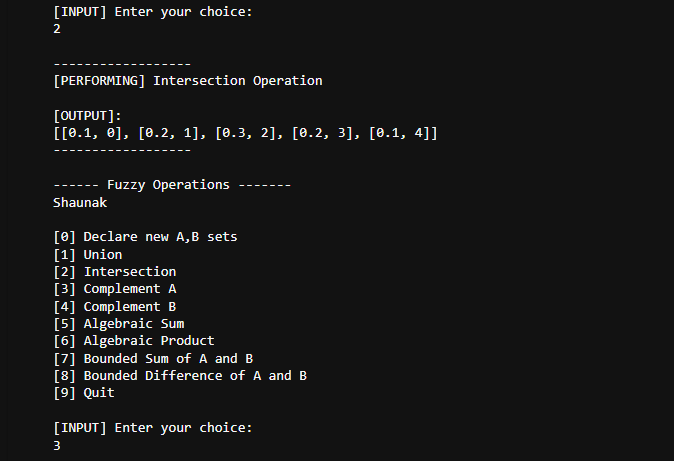 [INPUT] Enter your choice:
2
------------------
[PERFORMING] Intersection Operation
[OUTPUT]:
[[0.1, 0], [0.2, 1], [0.3, 2], [0.2, 3], [0.1, 4]]
------------------
------ Fuzzy Operations -------
Shaunak
[0] Declare new A,B sets
[1] Union
[2] Intersection
[3] Complement A
[4] Complement B
[5] Algebraic Sum
[6] Algebraic Product
[7] Bounded Sum of A and B
[8] Bounded Difference of A and B
[9] Quit
[INPUT] Enter your choice:
3